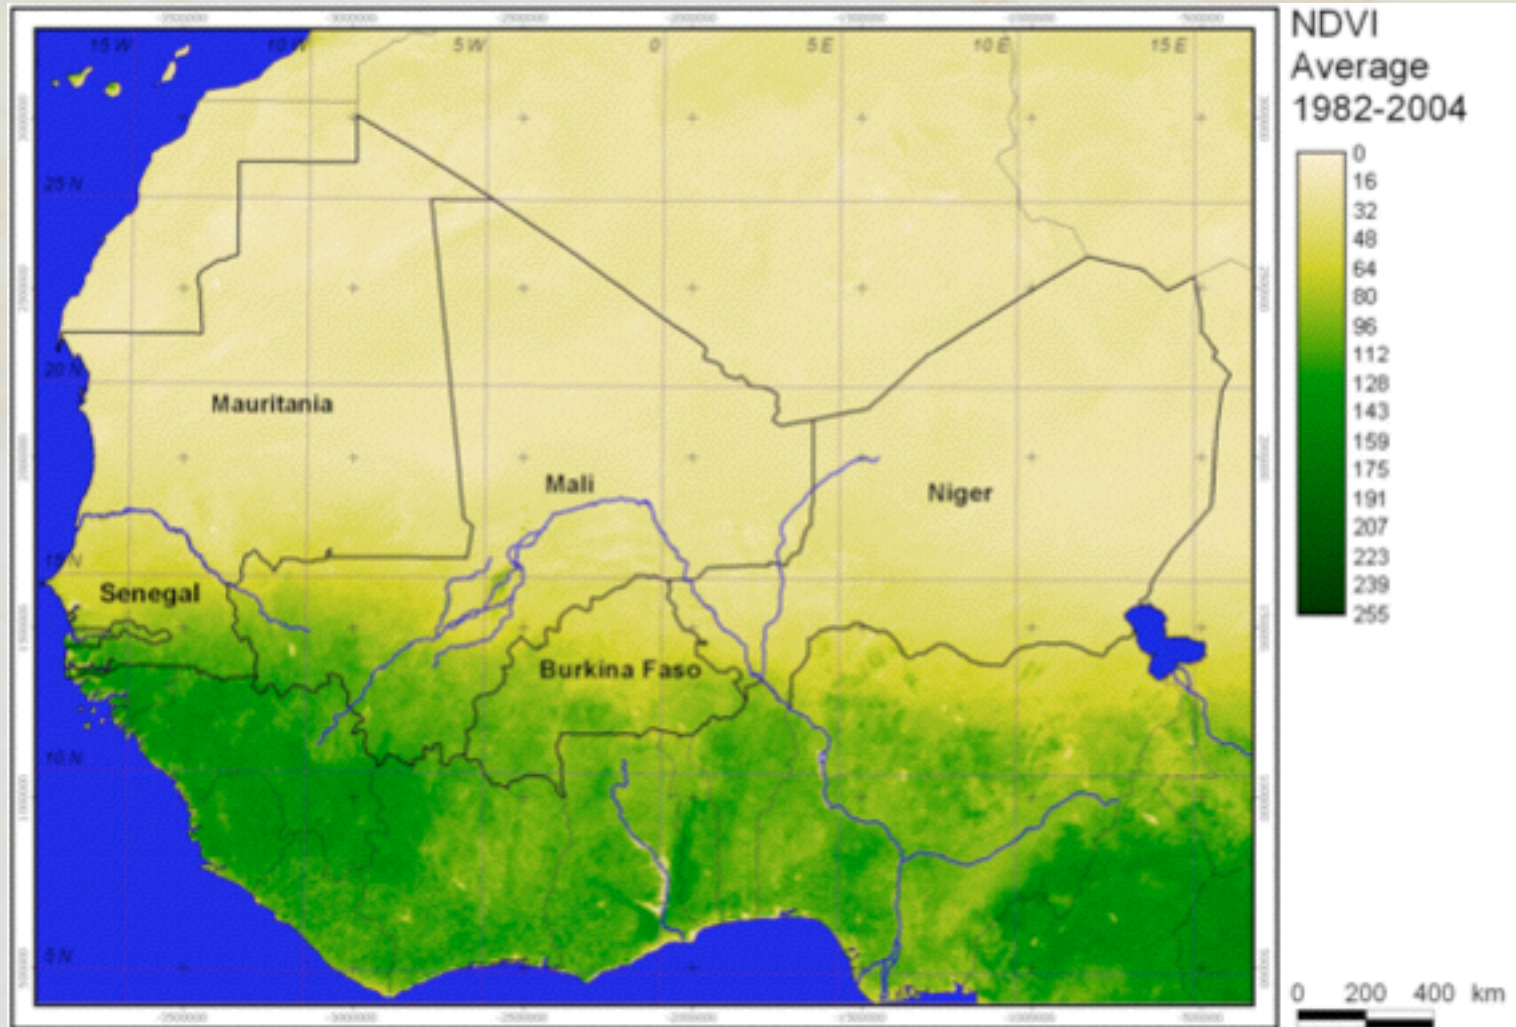 NDVI
Average
1982-2004
15 W 10 W 5 W 0 5 E 10 E 15 E
25 N
20 N
15 N
10 N
5 N
Mauritania
Mali
Niger
Senegal
Burkina Faso
0
16
32
48
64
80
96
112
128
143
159
175
191
207
223
239
255
0 200 400 km